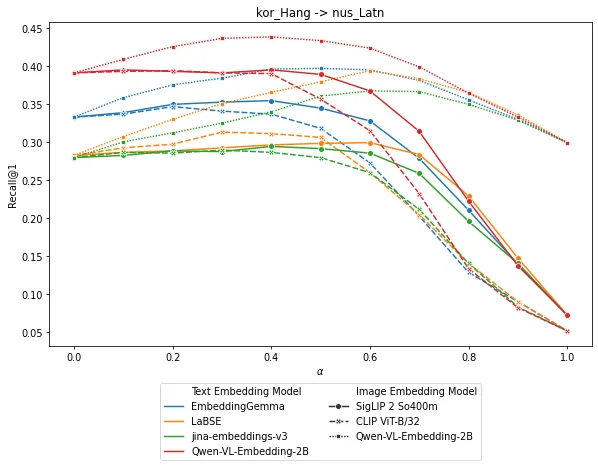 kor_Hang -> nus_Latn
0.45
0.40
0.35
0.30
0.25
0.20
0.15
0.10
0.05
Recall@1
0.0 0.2 0.4 0.6 0.8 1.0
α
Text Embedding Model
EmbeddingGemma
LaBSE
jina-embeddings-v3
Qwen-VL-Embedding-2B
Image Embedding Model
SigLIP 2 So400m
CLIP ViT-B/32
Qwen-VL-Embedding-2B